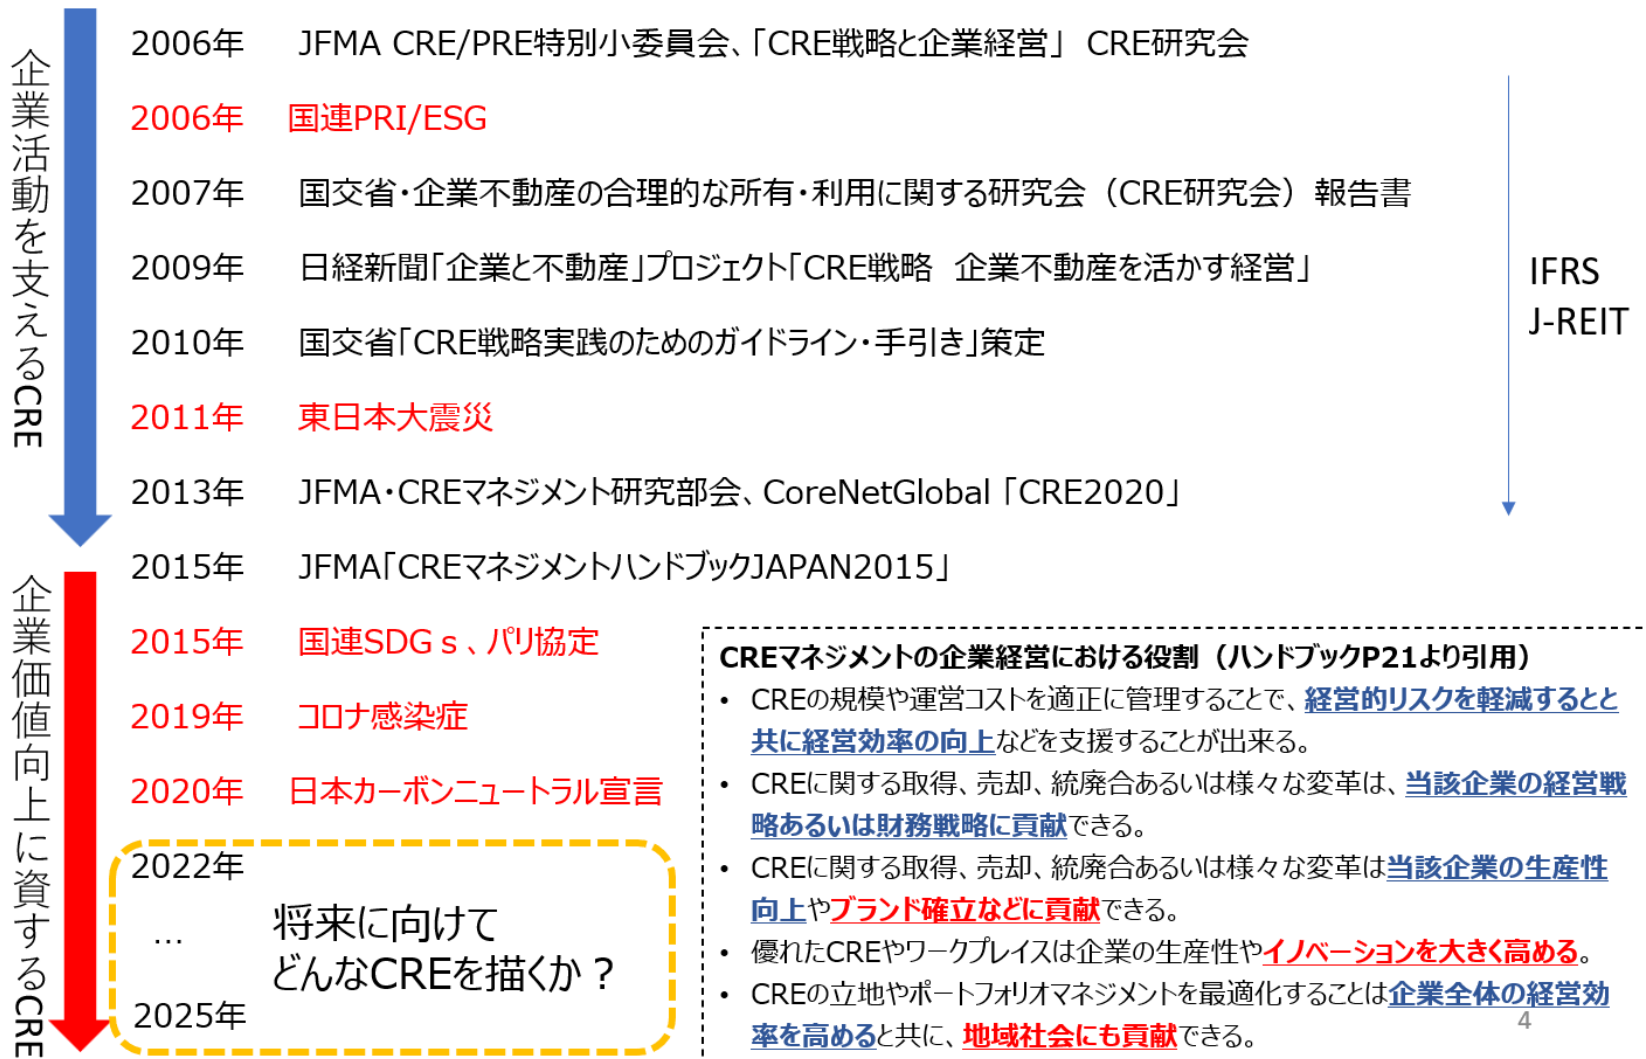 企業活動を支えるCRE
2006年 JFMA CRE/PRE特別小委員会、「CRE戦略と企業経営」 CRE研究会
2006年 国連PRI/ESG
2007年 国交省・企業不動産の合理的な所有・利用に関する研究会（CRE研究会）報告書
2009年 日経新聞「企業と不動産」プロジェクト「CRE戦略 企業不動産を活かす経営」
2010年 国交省「CRE戦略実践のためのガイドライン・手引き」策定
2011年 東日本大震災
2013年 JFMA・CREマネジメント研究部会、CoreNetGlobal「CRE2020」
IFRS
J-REIT
企業価値向上に資するCRE
2015年 JFMA「CREマネジメントハンドブックJAPAN2015」
2015年 国連SDGｓ、パリ協定
2019年 コロナ感染症
2020年 日本カーボンニュートラル宣言
2022年
…
2025年
将来に向けて
どんなCREを描くか？
CREマネジメントの企業経営における役割（ハンドブックP21より引用）
• CREの規模や運営コストを適正に管理することで、経営的リスクを軽減するとと
共に経営効率の向上などを支援することが出来る。
• CREに関する取得、売却、統廃合あるいは様々な変革は、当該企業の経営戦
略あるいは財務戦略に貢献できる。
• CREに関する取得、売却、統廃合あるいは様々な変革は当該企業の生産性
向上やブランド確立などに貢献できる。
• 優れたCREやワークプレイスは企業の生産性やイノベーションを大きく高める。
• CREの立地やポートフォリオマネジメントを最適化することは企業全体の経営効
率を高めると共に、地域社会にも貢献できる。
4